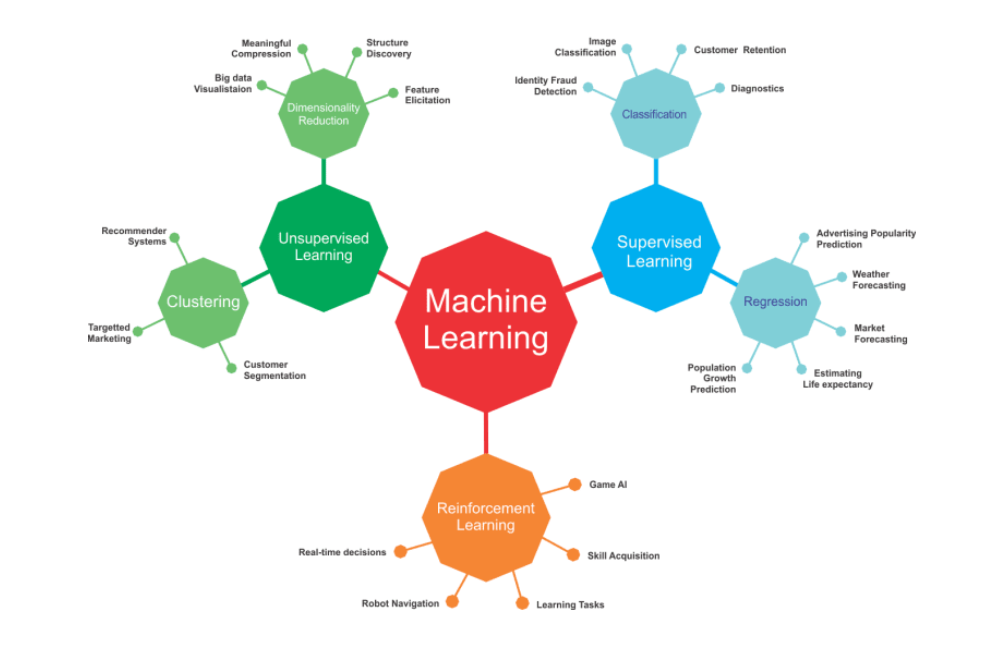 Meaningful
Compression
Structure
Discovery
Big data
Visualistaion
Feature
Elicitation
Dimensionality
Reduction
Image
Classification
Customer Retention
Identity Fraud
Detection
Diagnostics
Classification
Unsupervised
Learning
Supervised
Learning
Recommender
Systems
Clustering
Targetted
Marketing
Customer
Segmentation
Machine
Learning
Advertising Popularity
Prediction
Weather
Forecasting
Regression
Market
Forecasting
Population
Growth
Prediction
Estimating
Life expectancy
Reinforcement
Learning
Game AI
Skill Acquisition
Real-time decisions
Robot Navigation
Learning Tasks